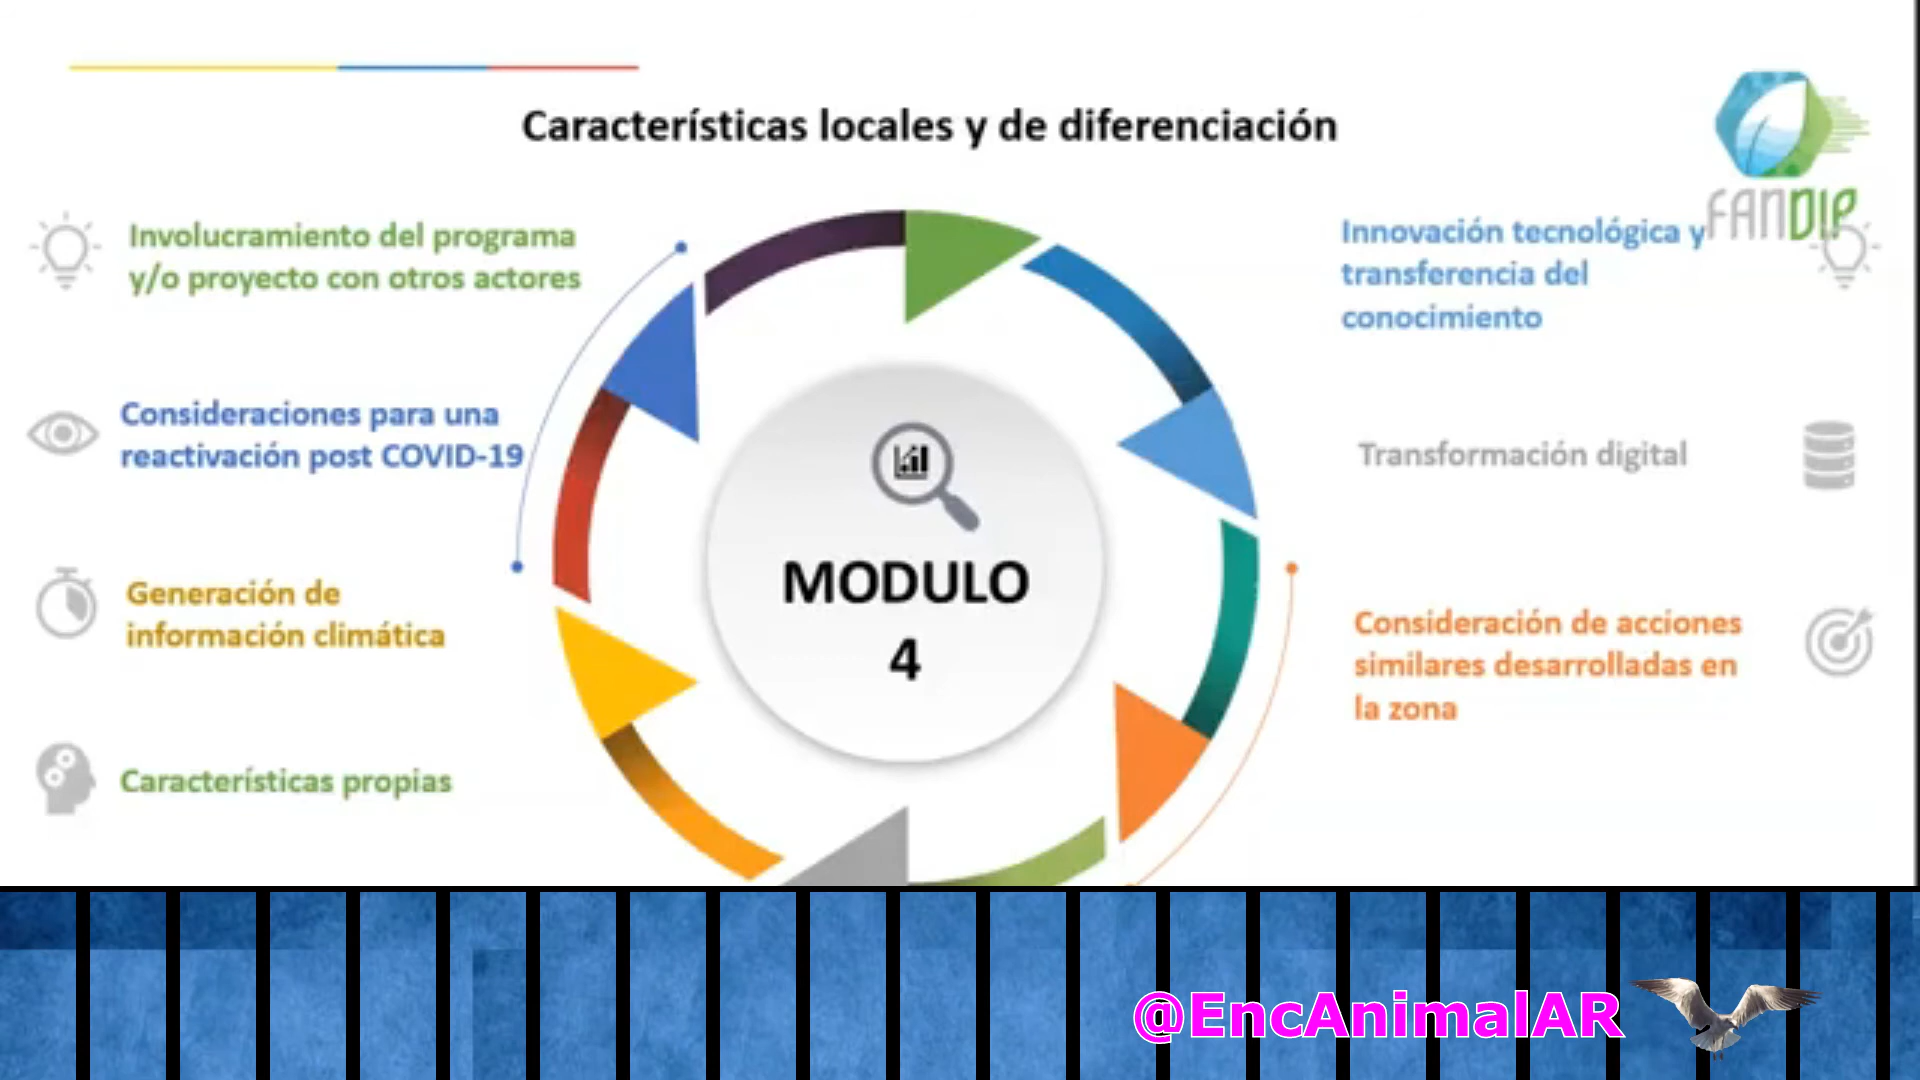 Características locales y de diferenciación
FANDIP
Involucramiento del programa
y/o proyecto con otros actores
Consideraciones para una
reactivación post COVID-19
Generación de
información climática
Características propias
MODULO
4
Innovación tecnológica y
transferencia del
conocimiento
Transformación digital
Consideración de acciones
similares desarrolladas en
la zona
@EncAnimalAR